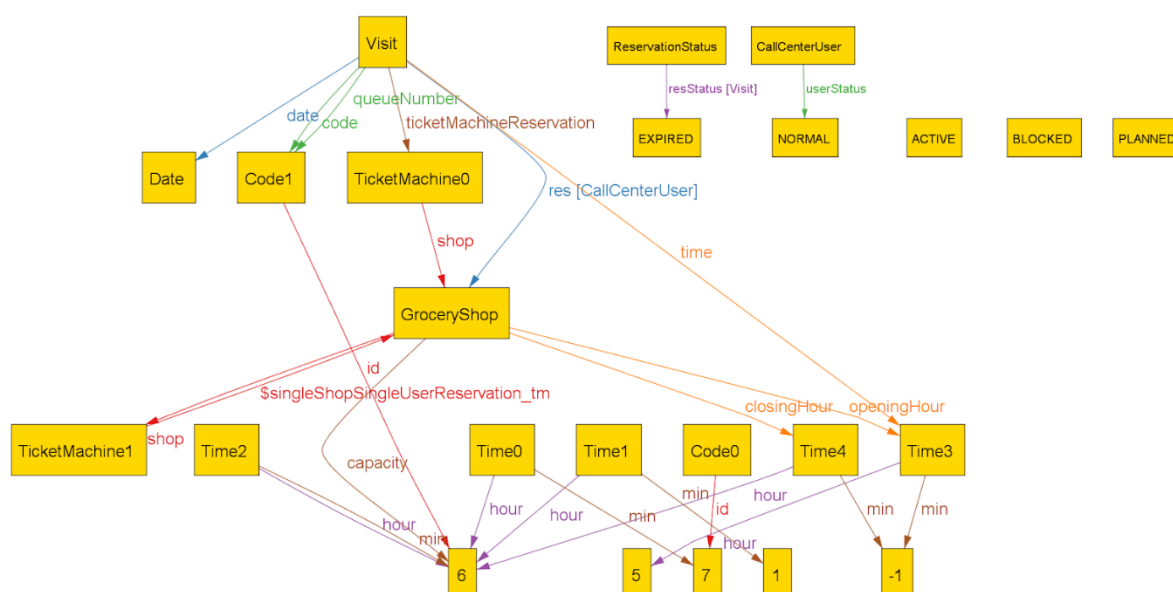 Visit
ReservationStatus
CallCenterUser
queueNumber
date
code
ticketMachineReservation
resStatus [Visit]
userStatus
EXPIRED
NORMAL
ACTIVE
BLOCKED
PLANNED
Date
Code1
TicketMachine0
res [CallCenterUser]
shop
time
GroceryShop
id
$singleShopSingleUserReservation_tm
closingHour
openingHour
shop
TicketMachine1
Time2
Time0
Time1
Code0
Time4
Time3
capacity
min
hour
hour
min
hour
hour
min
id
min
min
hour
6
5
7
1
-1